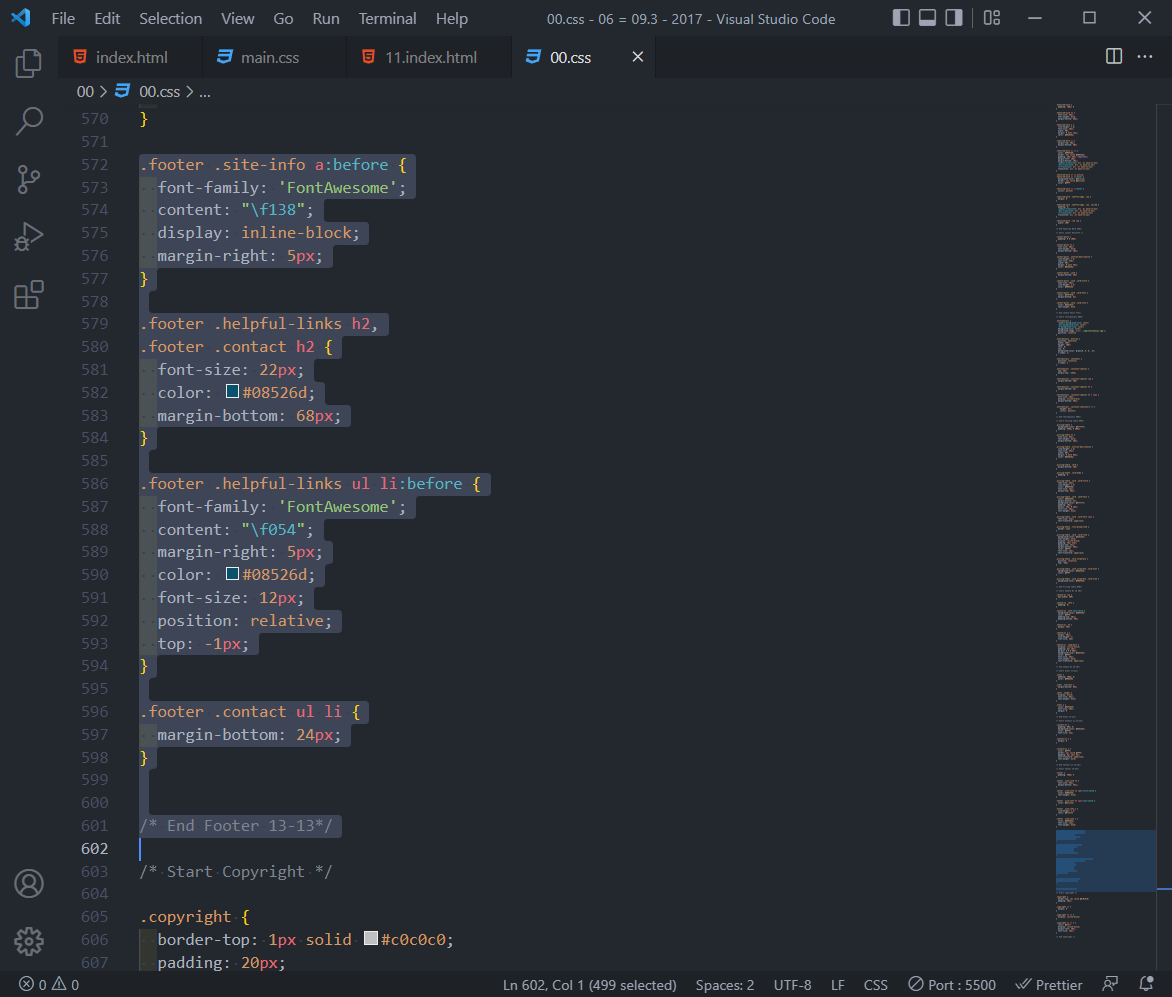 File Edit Selection View Go Run Terminal Help 00.css - 06 = 09.3 - 2017 - Visual Studio Code
index.html main.css 11.index.html 00.css
00 > 00.css > ...
570 }
571
572 .footer .site-info a:before {
573 font-family: 'FontAwesome';
574 content: "\f138";
575 display: inline-block;
576 margin-right: 5px;
577 }
578
579 .footer .helpful-links h2,
580 .footer .contact h2 {
581 font-size: 22px;
582 color: #08526d;
583 margin-bottom: 68px;
584 }
585
586 .footer .helpful-links ul li:before {
587 font-family: 'FontAwesome';
588 content: "\f054";
589 margin-right: 5px;
590 color: #08526d;
591 font-size: 12px;
592 position: relative;
593 top: -1px;
594 }
595
596 .footer .contact ul li {
597 margin-bottom: 24px;
598 }
599
600
601 /* End Footer 13-13*/
602
603 /* Start Copyright */
604
605 .copyright {
606 border-top: 1px solid #c0c0c0;
607 padding: 20px;
0 0 Ln 602, Col 1 (499 selected) Spaces: 2 UTF-8 LF CSS Port : 5500 Prettier